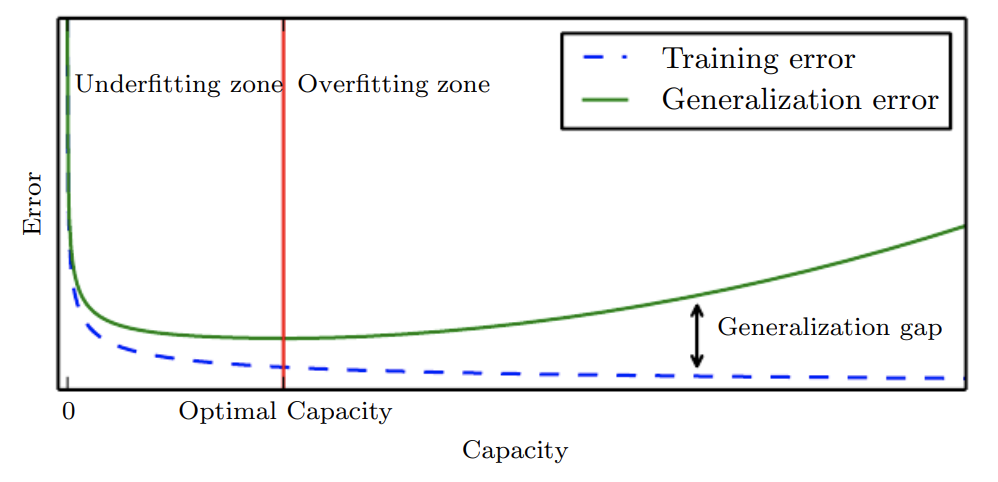 Training error
Generalization error
Underfitting zone
Overfitting zone
Error
Generalization gap
0
Optimal Capacity
Capacity